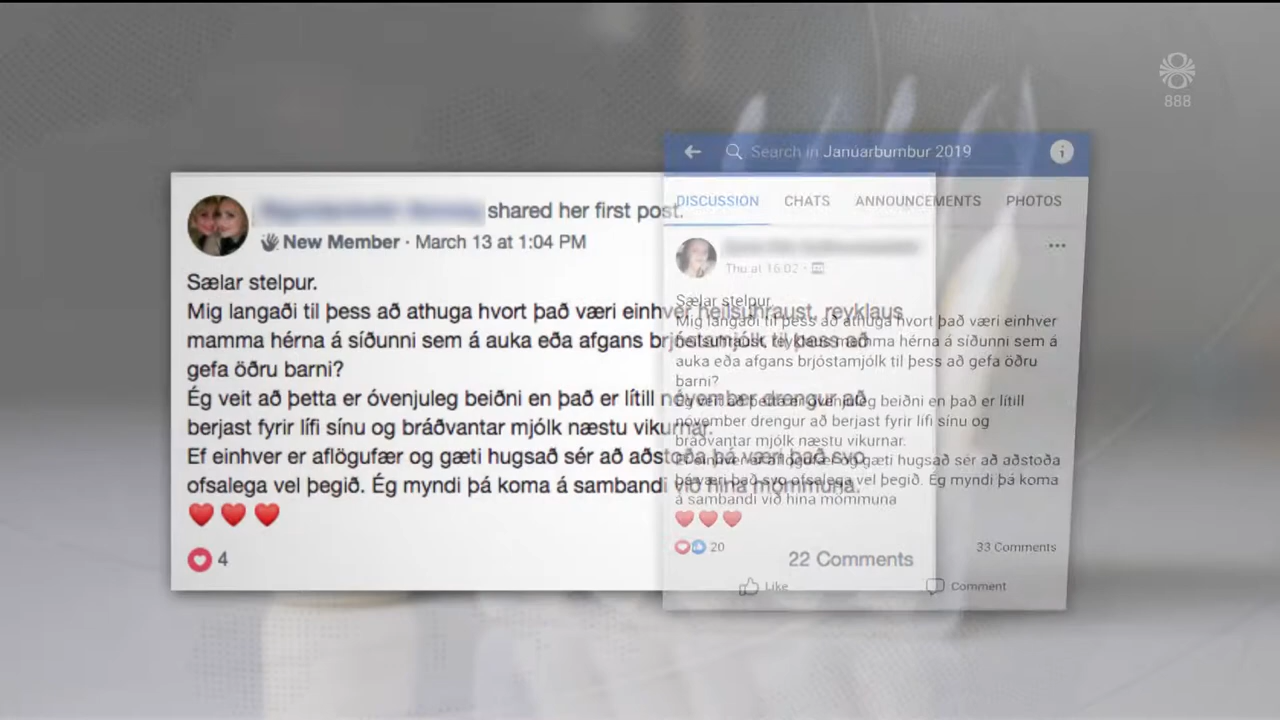 888
shared her first post.
New Member · March 13 at 1:04 PM
Sælar stelpur.
Mig langaði til þess að athuga hvort það væri einhver heilsuhraust, reyklaus
mamma hérna á síðunni sem á auka eða afgans brjóstamjólk til þess að
gefa öðru barni?
Ég veit að þetta er óvenjuleg beiðni en það er lítill nóvember drengur að
berjast fyrir lífi sínu og bráðvantar mjólk næstu vikurnar.
Ef einhver er aflögufær og gæti hugsað sér að aðstoða þá væri það svo
ofsalega vel þegið. Ég myndi þá koma á sambandi við hina mömmuna.
❤️ ❤️ ❤️
4
22 Comments
Search in Janúarbumbur 2019
DISCUSSION CHATS ANNOUNCEMENTS PHOTOS
Thu at 16:02 ·
Sælar stelpur.
Mig langaði til þess að athuga hvort það væri einhver
heilsuhraust, reyklaus mamma hérna á síðunni sem á
auka eða afgans brjóstamjólk til þess að gefa öðru
barni?
Ég veit að þetta er óvenjuleg beiðni en það er lítill
nóvember drengur að berjast fyrir lífi sínu og
bráðvantar mjólk næstu vikurnar.
Ef einhver er aflögufær og gæti hugsað sér að aðstoða
þá væri það svo ofsalega vel þegið. Ég myndi þá koma
á sambandi við hina mömmuna
❤️ ❤️ ❤️
20
33 Comments
Like Comment